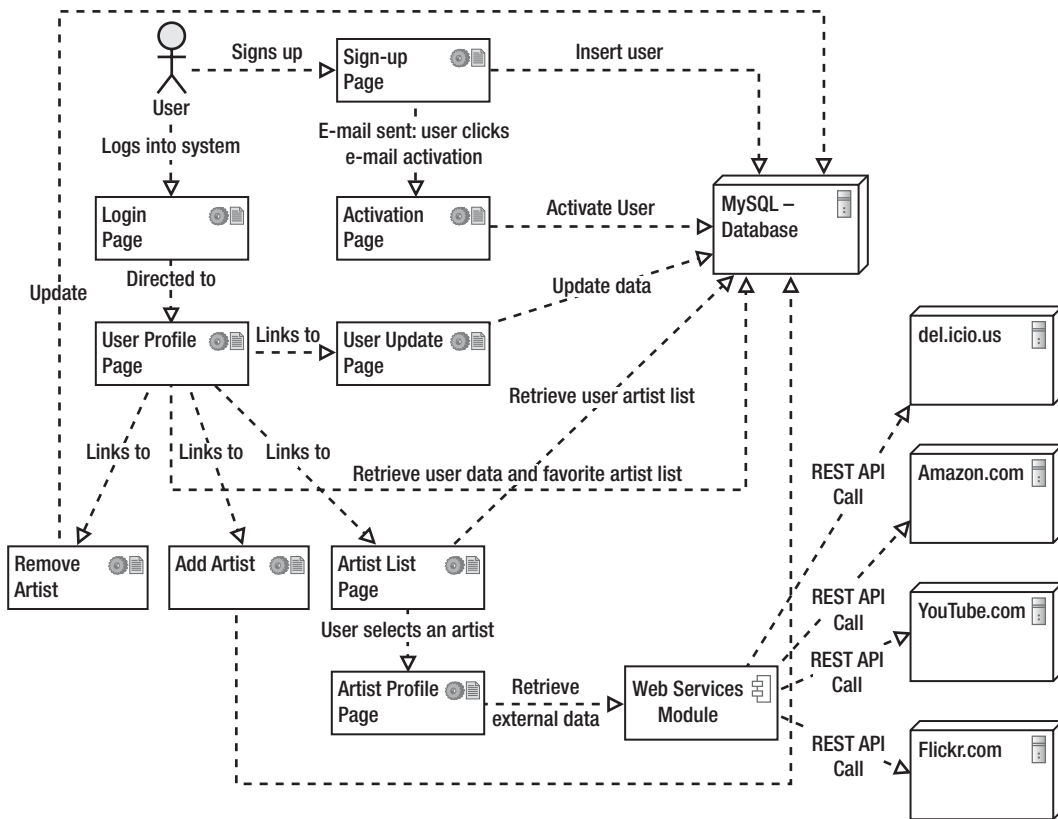 Signs up
Sign-up
Page
Insert user
User
E-mail sent: user clicks
e-mail activation
Logs into system
Login
Page
Activation
Page
Activate User
MySQL –
Database
Directed to
Update
Update data
User Profile
Page
Links to
User Update
Page
del.icio.us
Retrieve user artist list
Links to
Links to
Links to
Retrieve user data and favorite artist list
REST API
Call
Amazon.com
Remove
Artist
Add Artist
Artist List
Page
REST API
Call
YouTube.com
User selects an artist
Artist Profile
Page
Retrieve
external data
Web Services
Module
REST API
Call
REST API
Call
Flickr.com